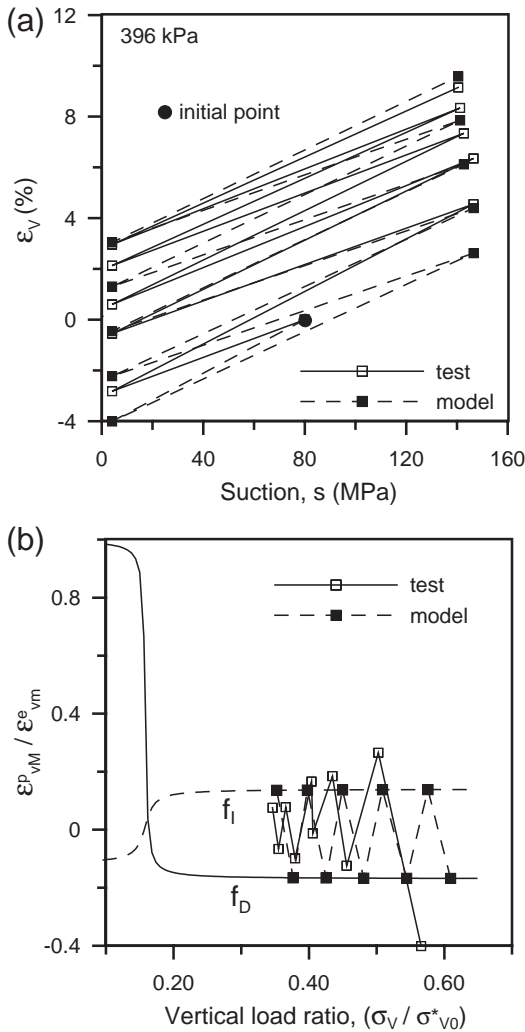 (a)
396 kPa
initial point
12
8
4
0
-4
ε_V (%)
test
model
0 40 80 120 160
Suction, s (MPa)
(b)
test
model
0.8
0.4
0
-0.4
ε^p_vM / ε^e_vm
f_I
f_D
0.20 0.40 0.60
Vertical load ratio, (σ_V / σ*_V0)